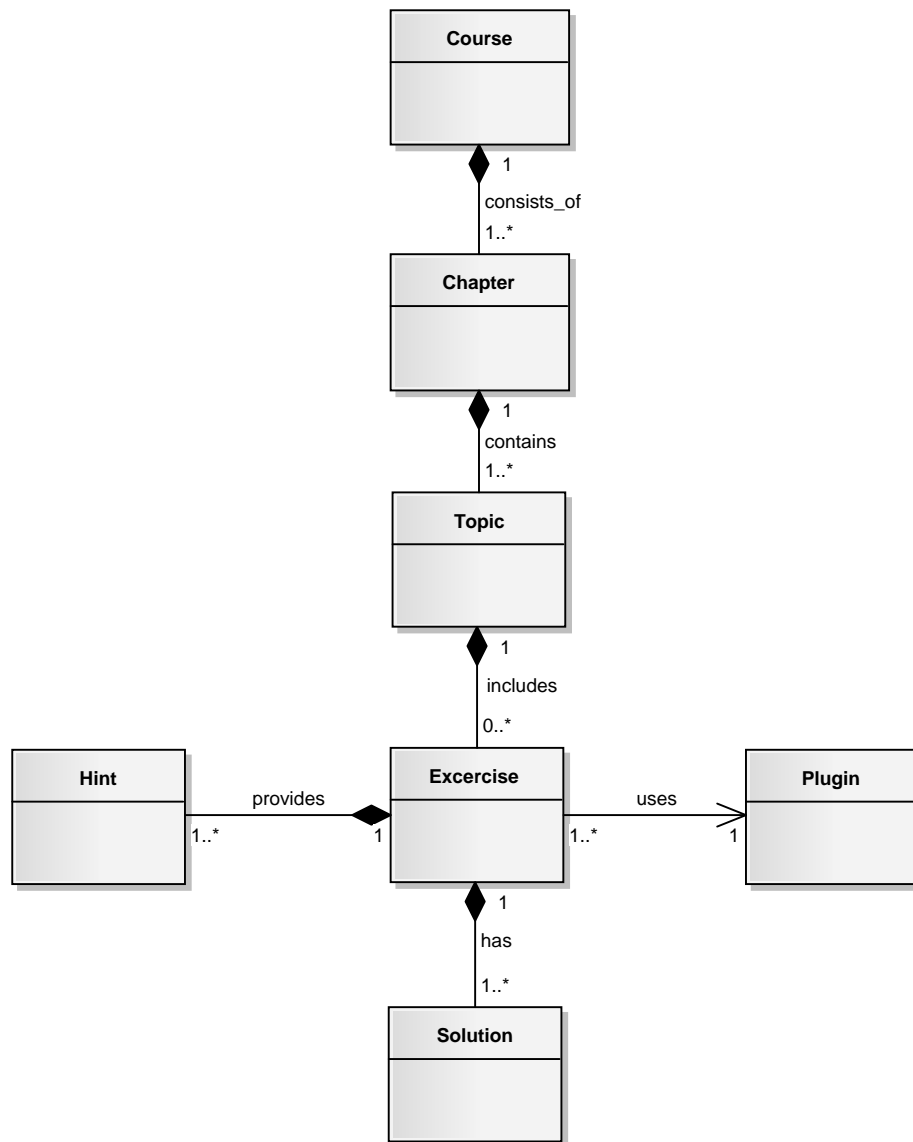 Course
1
consists_of
1..*
Chapter
1
contains
1..*
Topic
1
includes
0..*
Hint
provides
1..*
1
Excercise
uses
1..*
1
Plugin
1
has
1..*
Solution